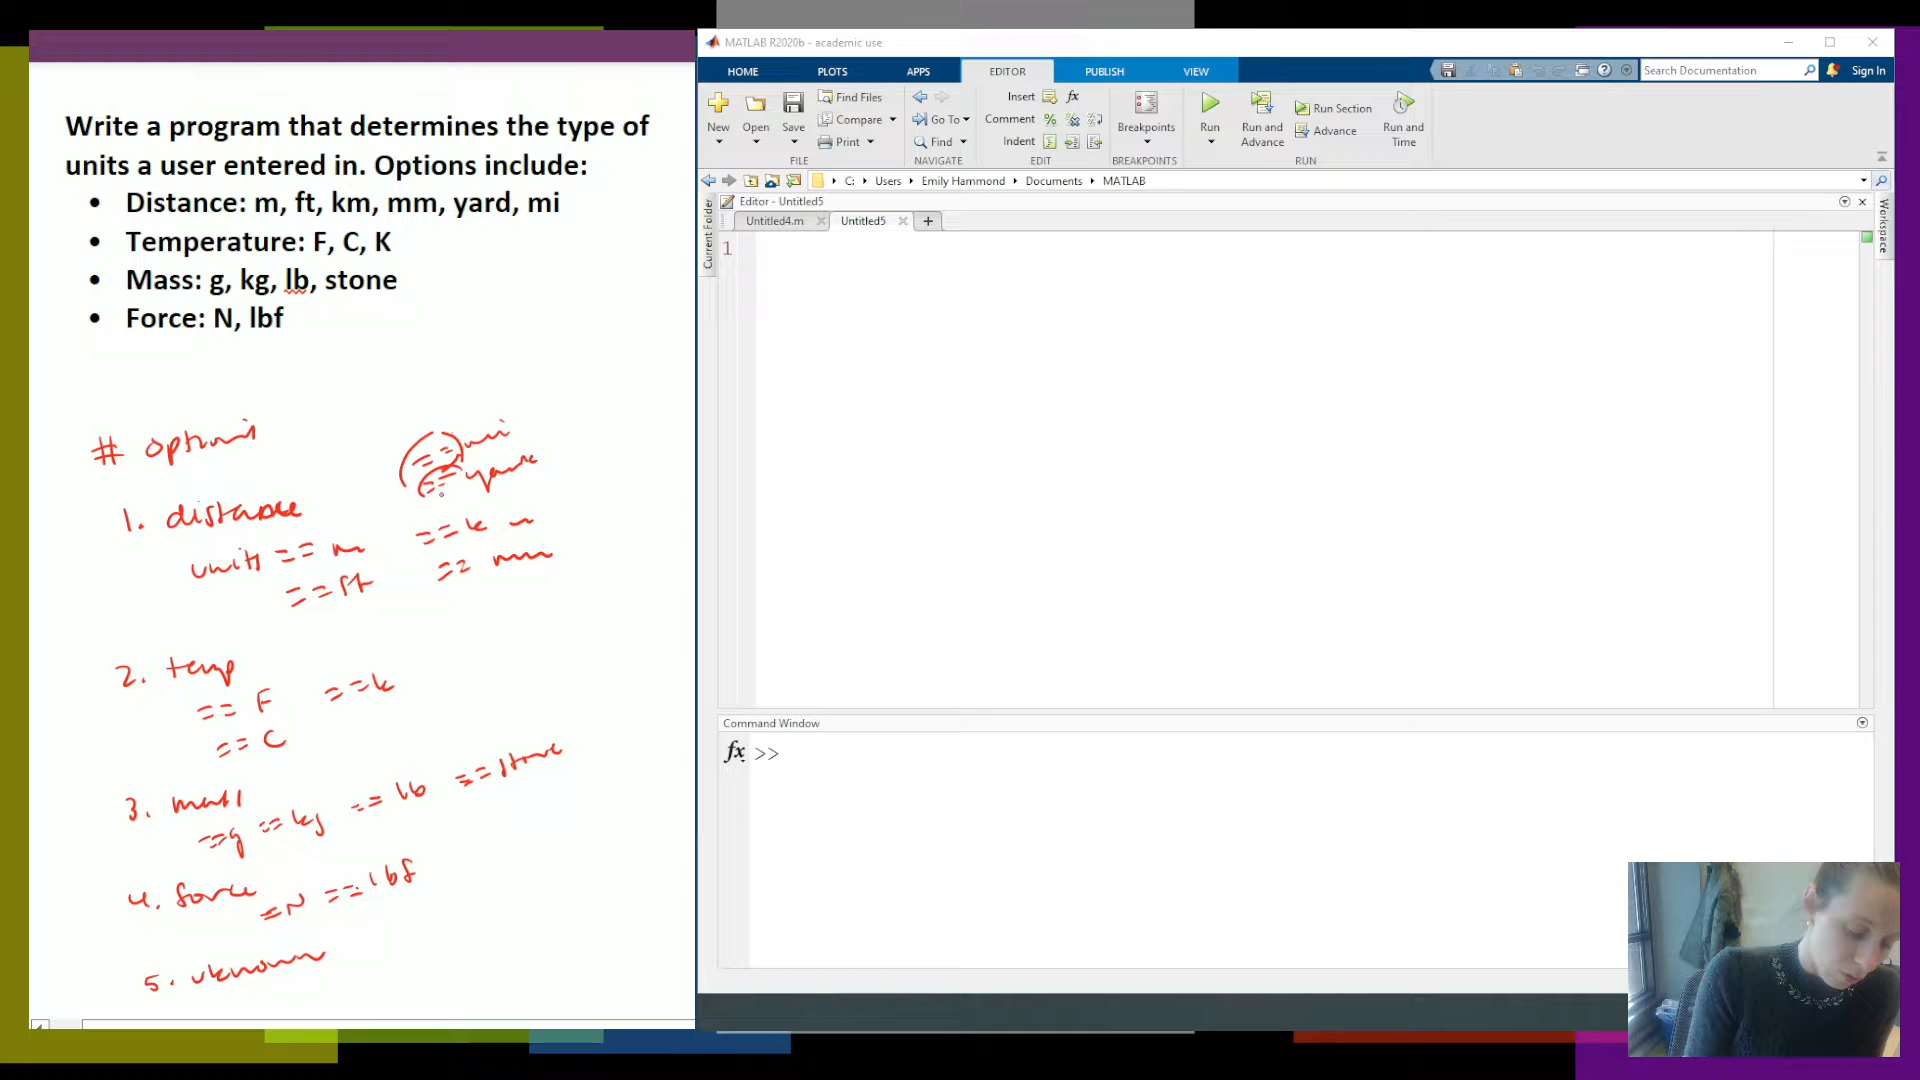 Write a program that determines the type of
units a user entered in. Options include:
• Distance: m, ft, km, mm, yard, mi
• Temperature: F, C, K
• Mass: g, kg, lb, stone
• Force: N, lbf
# options
1. distance
units == m
== ft
== mi
== yard
== km
== mm
2. temp
== F == k
== C
3. mass
== g == kg == lb == stone
4. force
== N == lbf
5. uknown
MATLAB R2020b - academic use
HOME PLOTS APPS EDITOR PUBLISH VIEW
Search Documentation
Sign In
New Open Save
Find Files
Compare
Print
FILE
Go To
Find
NAVIGATE
Insert fx
Comment
Indent
EDIT
Breakpoints
BREAKPOINTS
Run
Run and Advance
Run Section
Advance
Run and Time
RUN
C: Users Emily Hammond Documents MATLAB
Current Folder
Workspace
Editor - Untitled5
Untitled4.m Untitled5 +
1
Command Window
fx >>